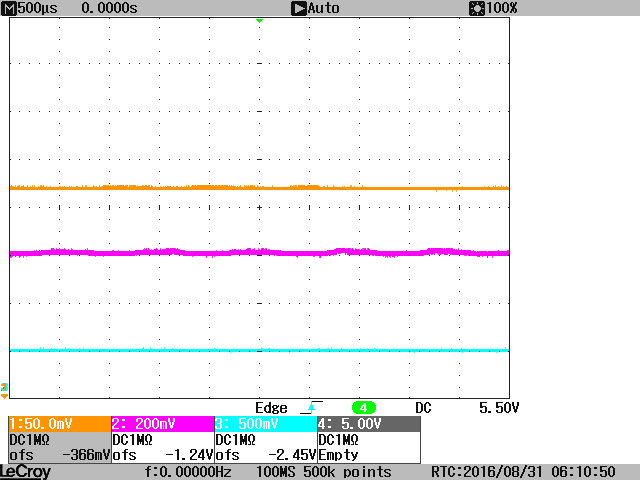 M 500µs 0.0000s Auto 100%
3
Edge 4 DC 5.50V
1:50.0mV 2: 200mV 3: 500mV 4: 5.00V
DC1MΩ DC1MΩ DC1MΩ DC1MΩ
ofs -366mV ofs -1.24V ofs -2.45V Empty
LeCroy f:0.00000Hz 100MS 500k points RTC:2016/08/31 06:10:50